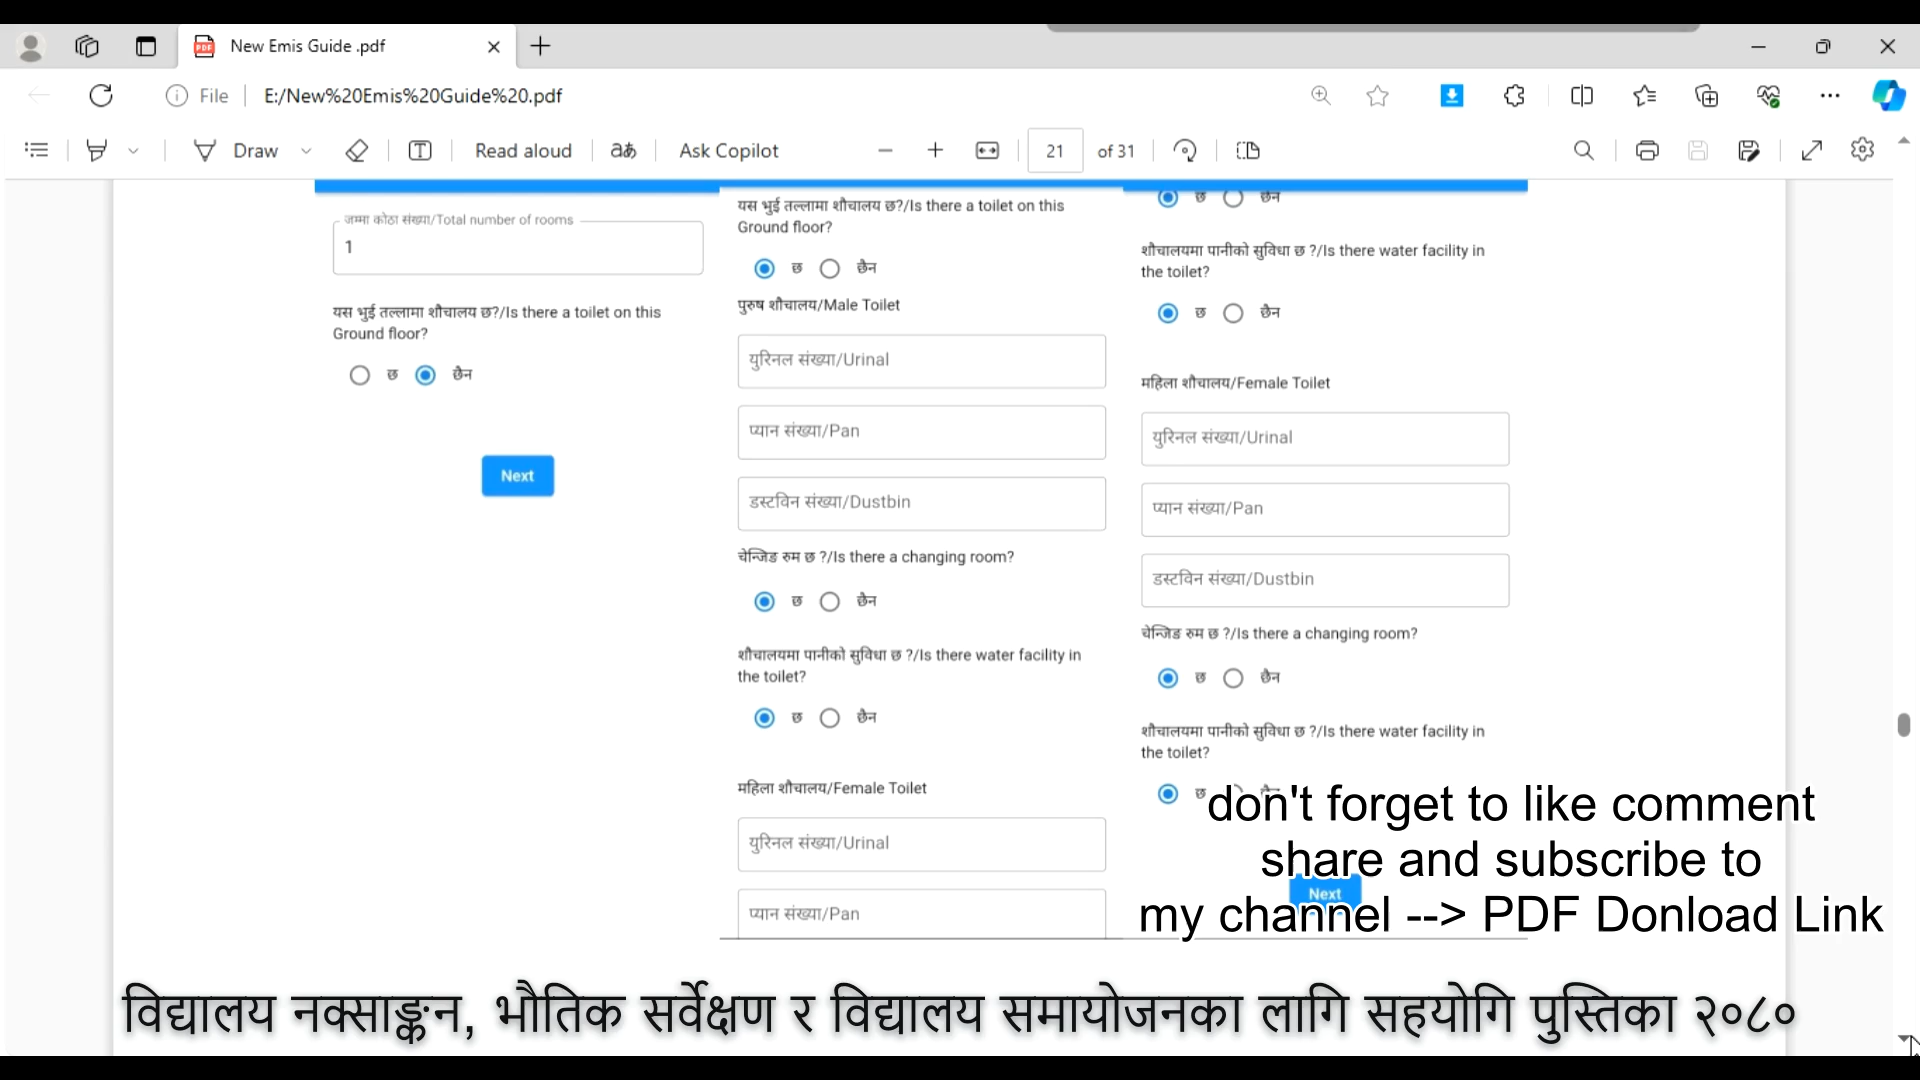 New Emis Guide .pdf
File
E:/New%20Emis%20Guide%20.pdf
Draw
Read aloud
aあ
Ask Copilot
21
of 31
जम्मा कोठा संख्या/Total number of rooms
1
यस भुई तल्लामा शौचालय छ?/Is there a toilet on this
Ground floor?
छ
छैन
Next
यस भुई तल्लामा शौचालय छ?/Is there a toilet on this
Ground floor?
छ
छैन
पुरुष शौचालय/Male Toilet
युरिनल संख्या/Urinal
प्यान संख्या/Pan
डस्टविन संख्या/Dustbin
चेन्जिङ रुम छ ?/Is there a changing room?
छ
छैन
शौचालयमा पानीको सुविधा छ ?/Is there water facility in
the toilet?
छ
छैन
महिला शौचालय/Female Toilet
युरिनल संख्या/Urinal
प्यान संख्या/Pan
छ
छैन
शौचालयमा पानीको सुविधा छ ?/Is there water facility in
the toilet?
छ
छैन
महिला शौचालय/Female Toilet
युरिनल संख्या/Urinal
प्यान संख्या/Pan
डस्टविन संख्या/Dustbin
चेन्जिङ रुम छ ?/Is there a changing room?
छ
छैन
शौचालयमा पानीको सुविधा छ ?/Is there water facility in
the toilet?
छ
Next
don't forget to like comment
share and subscribe to
my channel --> PDF Donload Link
विद्यालय नक्साङ्कन, भौतिक सर्वेक्षण र विद्यालय समायोजनका लागि सहयोगि पुस्तिका २०८०